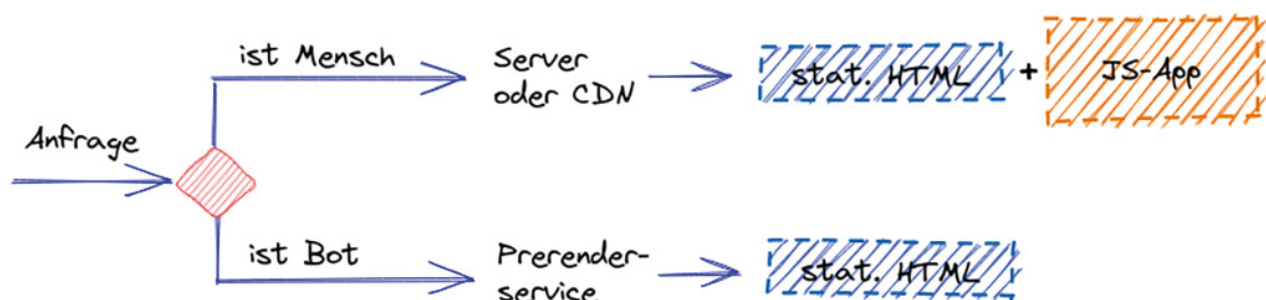 ist Mensch
Server
oder CDN
stat. HTML
+
JS-App
Anfrage
ist Bot
Prerender-
service
stat. HTML